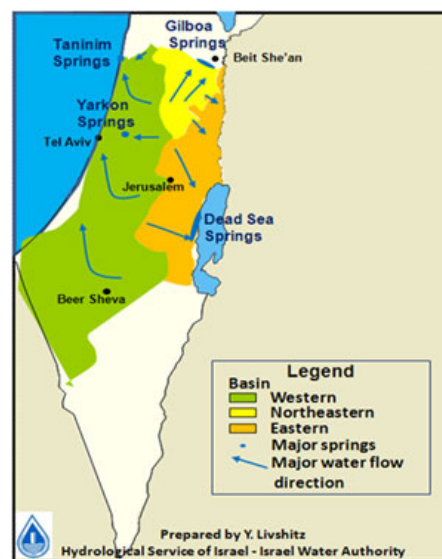 Gilboa
Springs
Taninim
Springs
Beit She'an
Yarkon
Springs
Tel Aviv
Jerusalem
Dead Sea
Springs
Beer Sheva
Legend
Basin
Western
Northeastern
Eastern
Major springs
Major water flow
direction
Prepared by Y. Livshitz
Hydrological Service of Israel - Israel Water Authority